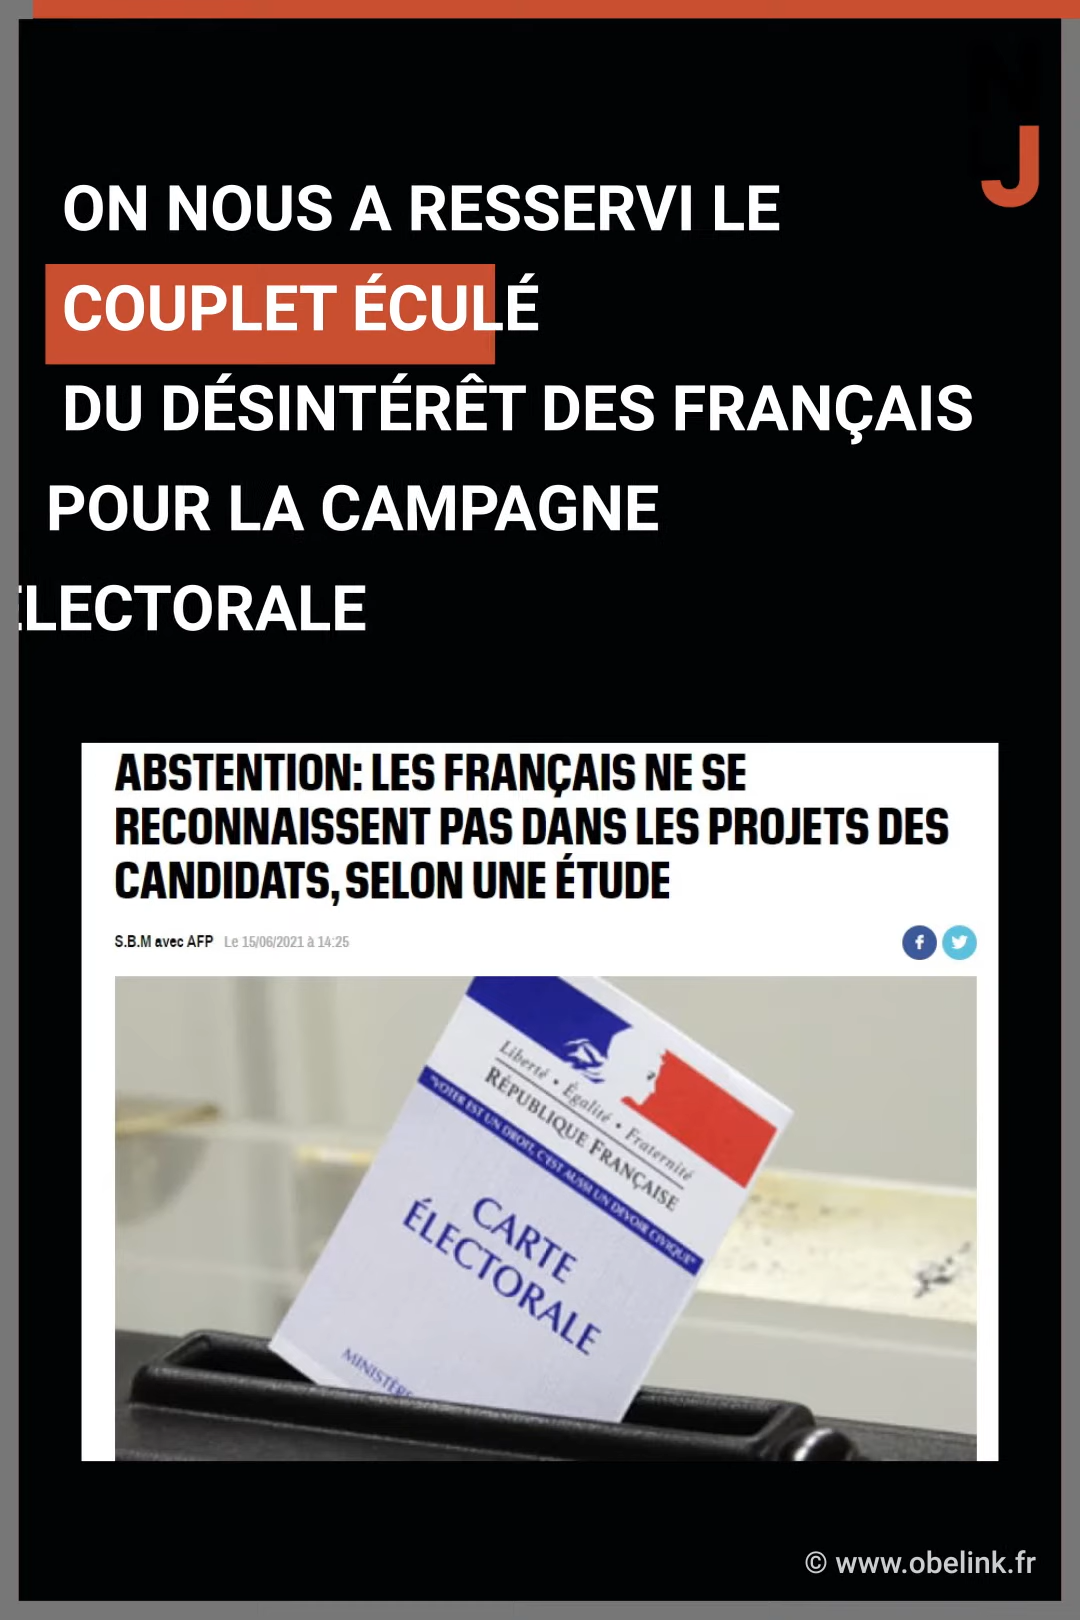 N
J
ON NOUS A RESSERVI LE
COUPLET ÉCULÉ
DU DÉSINTÉRÊT DES FRANÇAIS
POUR LA CAMPAGNE
ÉLECTORALE
ABSTENTION: LES FRANÇAIS NE SE
RECONNAISSENT PAS DANS LES PROJETS DES
CANDIDATS, SELON UNE ÉTUDE
S.B.M avec AFP Le 15/06/2021 à 14:25
f
Liberté • Égalité • Fraternité
RÉPUBLIQUE FRANÇAISE
"VOTER EST UN DROIT, C'EST AUSSI UN DEVOIR CIVIQUE"
CARTE
ÉLECTORALE
MINISTÈRE
© www.obelink.fr